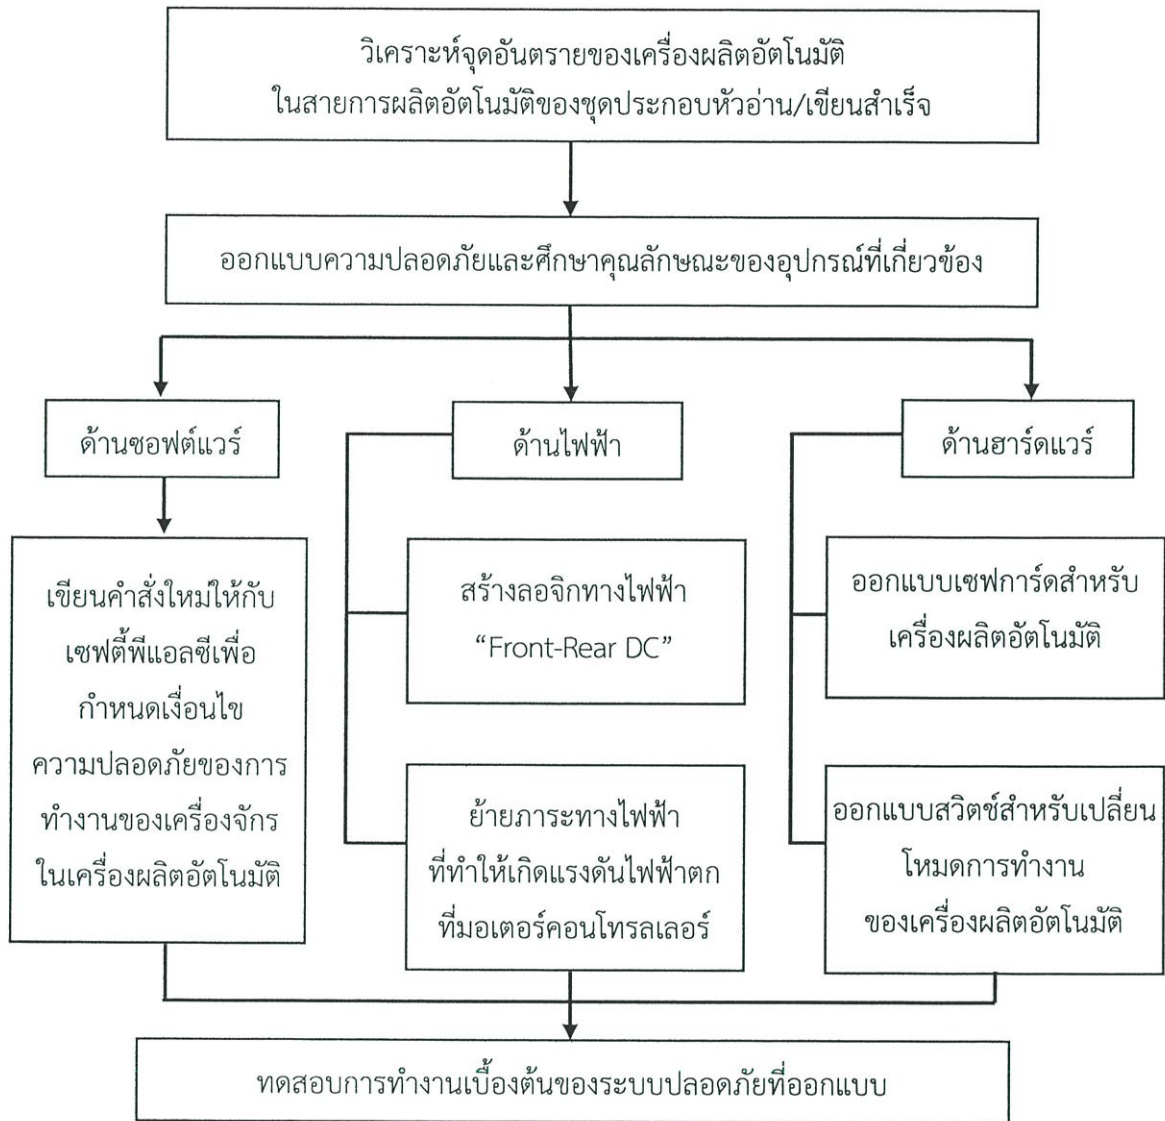 วิเคราะห์จุดอันตรายของเครื่องผลิตอัตโนมัติ
ในสายการผลิตอัตโนมัติของชุดประกอบหัวอ่าน/เขียนสำเร็จ
ออกแบบความปลอดภัยและศึกษาคุณลักษณะของอุปกรณ์ที่เกี่ยวข้อง
ด้านซอฟต์แวร์
ด้านไฟฟ้า
ด้านฮาร์ดแวร์
เขียนคำสั่งใหม่ให้กับ
เซฟตี้พีแอลซีเพื่อ
กำหนดเงื่อนไข
ความปลอดภัยของการ
ทำงานของเครื่องจักร
ในเครื่องผลิตอัตโนมัติ
สร้างลอจิกทางไฟฟ้า
“Front-Rear DC”
ย้ายภาระทางไฟฟ้า
ที่ทำให้เกิดแรงดันไฟฟ้าตก
ที่มอเตอร์คอนโทรลเลอร์
ออกแบบเซฟการ์ดสำหรับ
เครื่องผลิตอัตโนมัติ
ออกแบบสวิตช์สำหรับเปลี่ยน
โหมดการทำงาน
ของเครื่องผลิตอัตโนมัติ
ทดสอบการทำงานเบื้องต้นของระบบปลอดภัยที่ออกแบบ